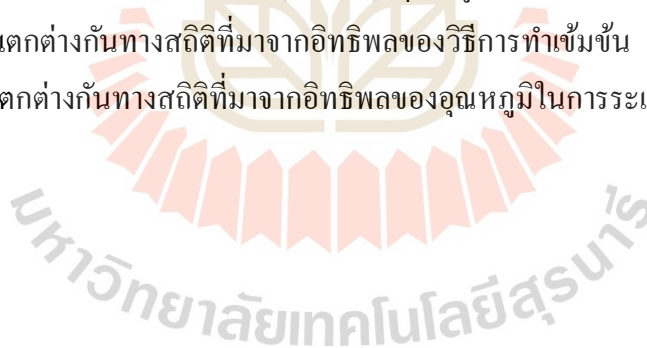 แตกต่างกันทางสถิติที่มาจากอิทธิพลของวิธีการทำเข้มข้น
ตกต่างกันทางสถิติที่มาจากอิทธิพลของอุณหภูมิในการระเ
มหาวิทยาลัยเทคโนโลยีสุรนารี